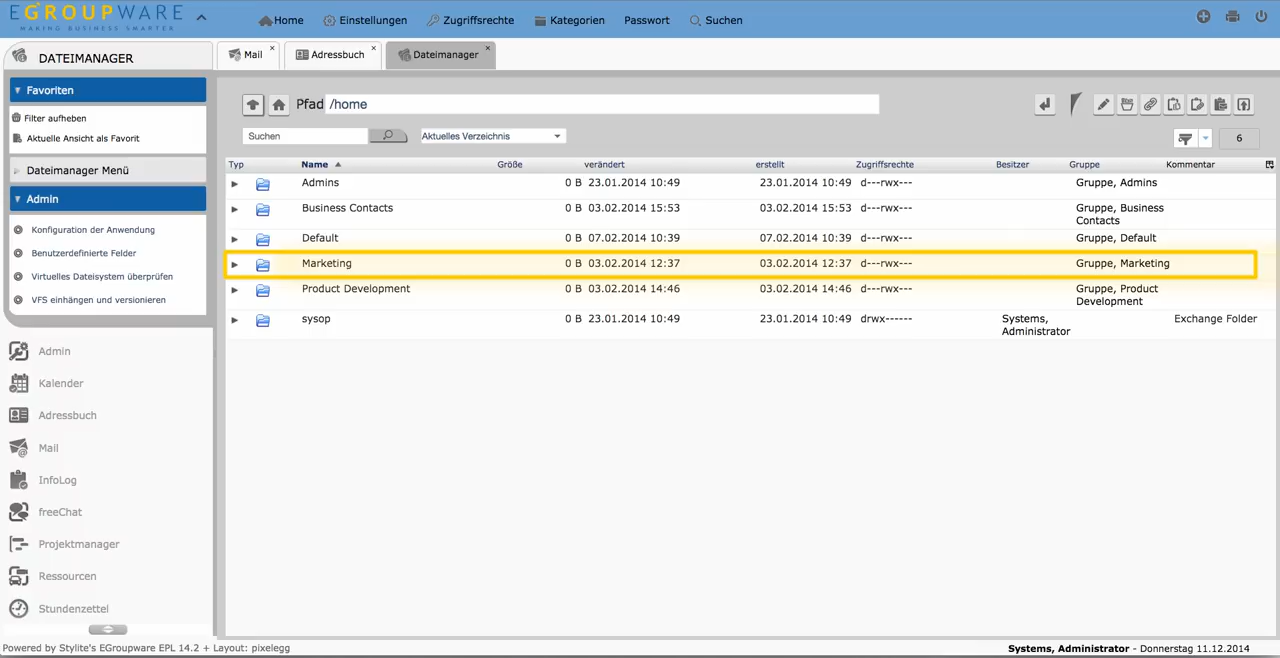 EGROUPWARE
MAKING BUSINESS SMARTER
Home Einstellungen Zugriffsrechte Kategorien Passwort Suchen
DATEIMANAGER
Mail × Adressbuch × Dateimanager ×
Favoriten
Filter aufheben
Aktuelle Ansicht als Favorit
Dateimanager Menü
Admin
Konfiguration der Anwendung
Benutzerdefinierte Felder
Virtuelles Dateisystem überprüfen
VFS einhängen und versionieren
Admin
Kalender
Adressbuch
Mail
InfoLog
freeChat
Projektmanager
Ressourcen
Stundenzettel
Pfad /home
Suchen Aktuelles Verzeichnis 6
Typ Name Größe verändert erstellt Zugriffsrechte Besitzer Gruppe Kommentar
Admins 0 B 23.01.2014 10:49 23.01.2014 10:49 d---rwx--- Gruppe, Admins
Business Contacts 0 B 03.02.2014 15:53 03.02.2014 15:53 d---rwx--- Gruppe, Business
Contacts
Default 0 B 07.02.2014 10:39 07.02.2014 10:39 d---rwx--- Gruppe, Default
Marketing 0 B 03.02.2014 12:37 03.02.2014 12:37 d---rwx--- Gruppe, Marketing
Product Development 0 B 03.02.2014 14:46 03.02.2014 14:46 d---rwx--- Gruppe, Product
Development
sysop 0 B 23.01.2014 10:49 23.01.2014 10:49 drwx------ Systems, Exchange Folder
Administrator
Powered by Stylite's EGroupware EPL 14.2 + Layout: pixelegg
Systems, Administrator - Donnerstag 11.12.2014